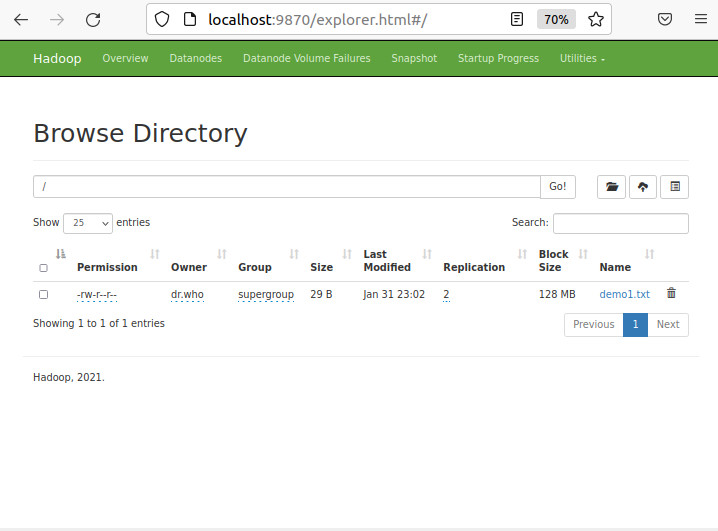 localhost:9870/explorer.html#/ 70%
Hadoop Overview Datanodes Datanode Volume Failures Snapshot Startup Progress Utilities
Browse Directory
/ Go!
Show 25 entries Search:
Permission Owner Group Size Last Modified Replication Block Size Name
-rw-r--r-- dr.who supergroup 29 B Jan 31 23:02 2 128 MB demo1.txt
Showing 1 to 1 of 1 entries Previous 1 Next
Hadoop, 2021.